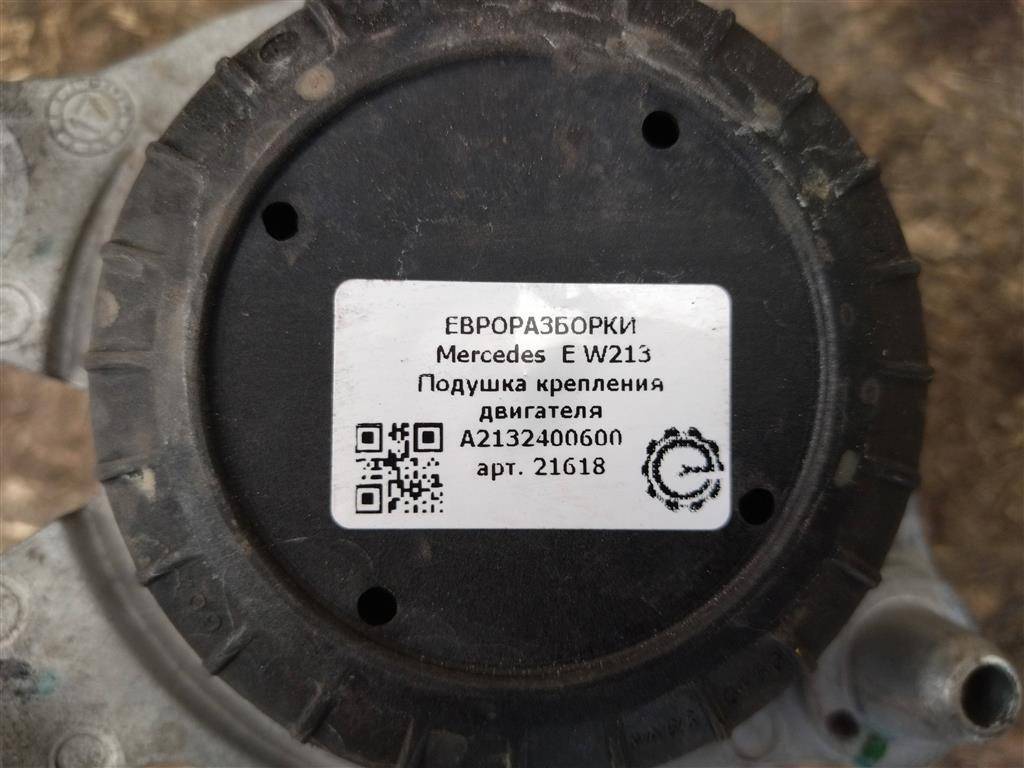 ЕВРОРАЗБОРКИ
Mercedes E W213
Подушка крепления
двигателя
A2132400600
арт. 21618